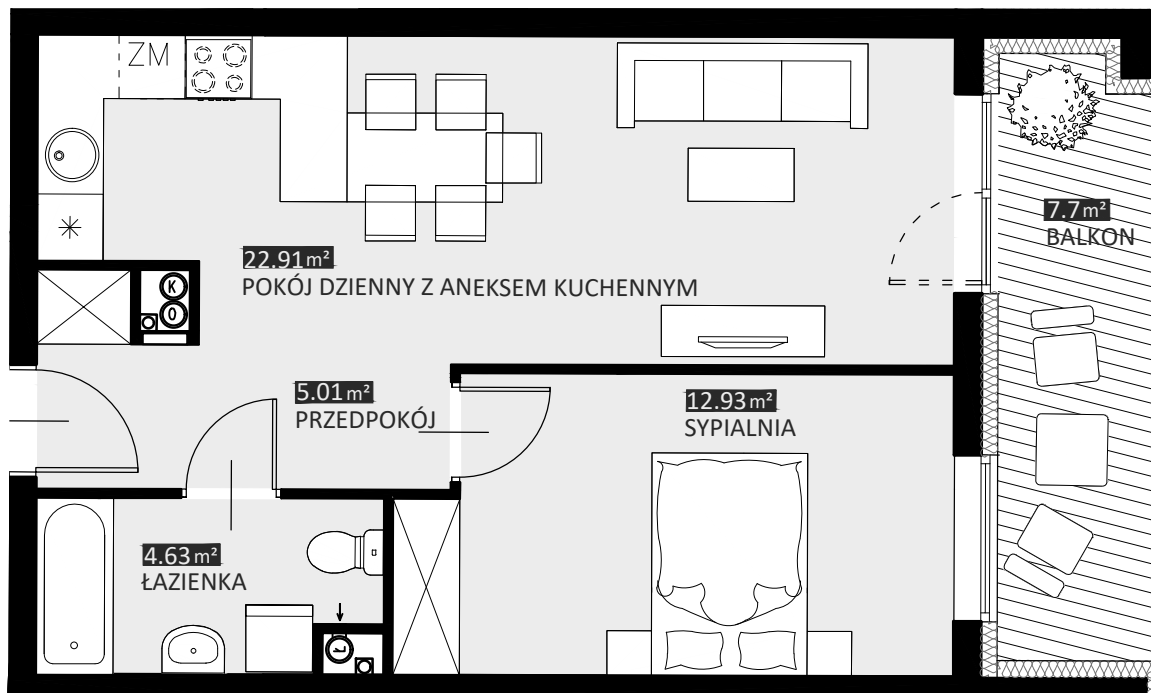 ZM
22.91 m²
POKÓJ DZIENNY Z ANEKSEM KUCHENNYM
7.7 m²
BALKON
K
O
5.01 m²
PRZEDPOKÓJ
12.93 m²
SYPIALNIA
4.63 m²
ŁAZIENKA